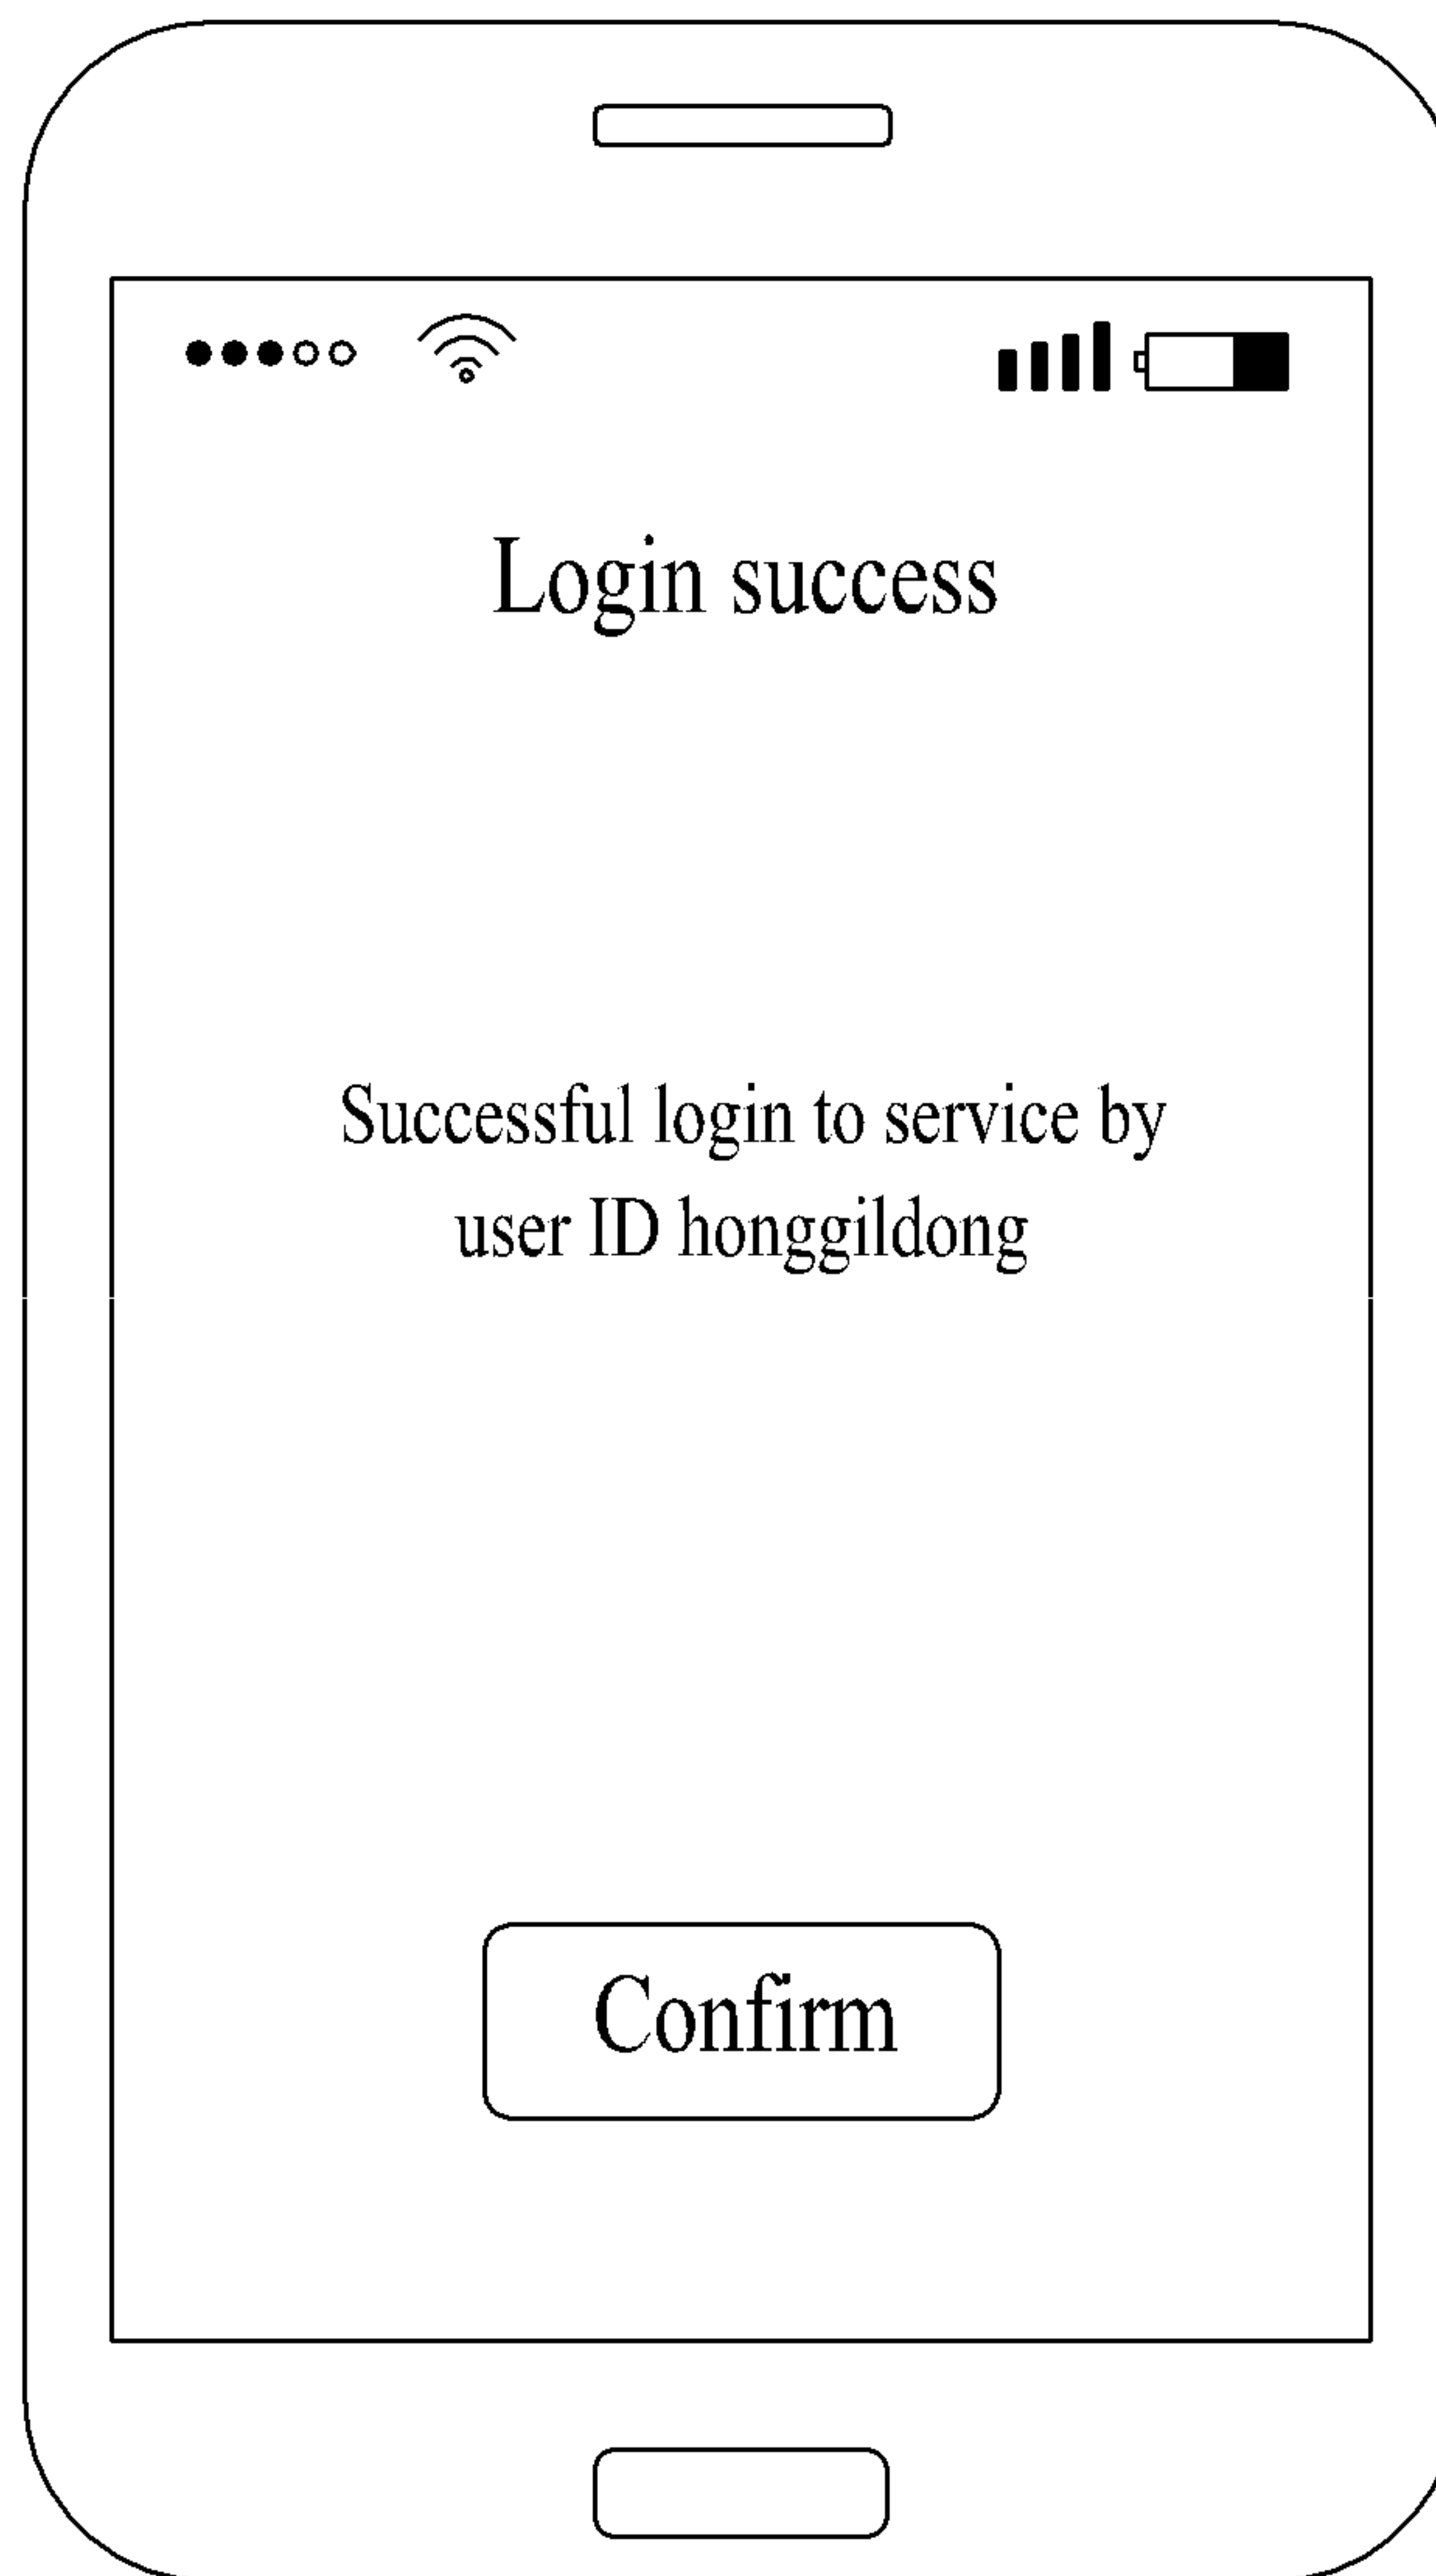 Login success
Successful login to service by
user ID honggildong
Confirm